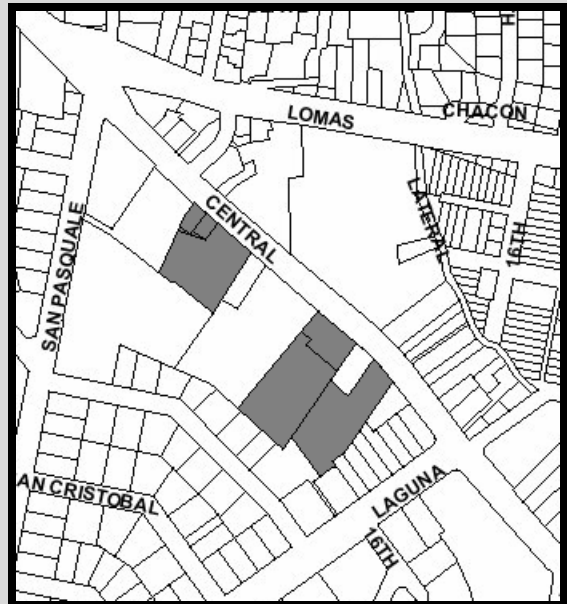 LOMAS
CHACON
H
CENTRAL
LATERAL
16TH
SAN PASQUALE
AN CRISTOBAL
LAGUNA
16TH